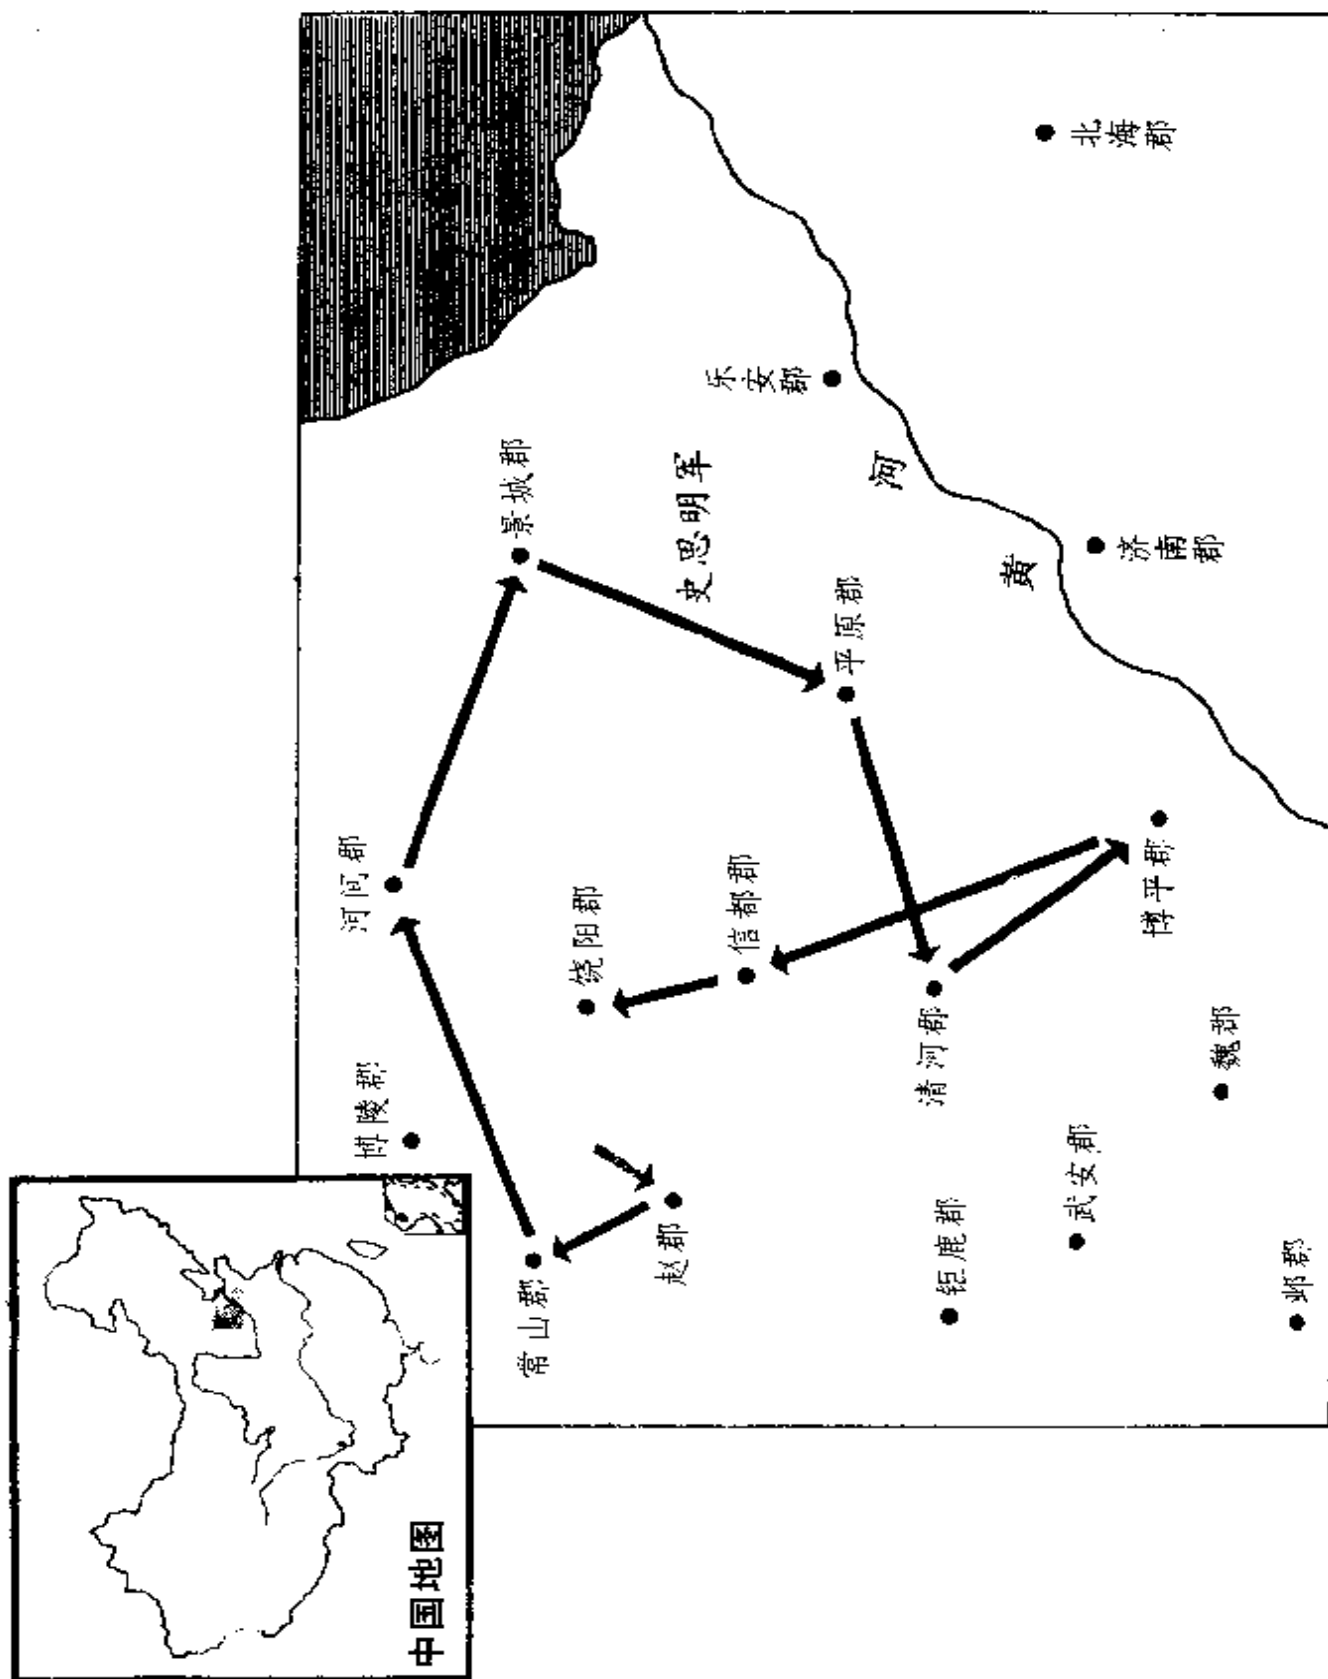 中国地图
博陵郡
河间郡
常山郡
景城郡
饶阳郡
赵郡
史思明军
信都郡
平原郡
乐安郡
清河郡
钜鹿郡
河
黄
武安郡
博平郡
魏郡
邺郡
济南郡
北海郡